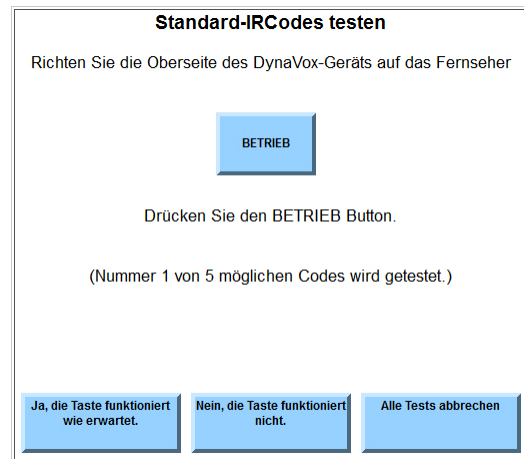 Standard-IRCodes testen
Richten Sie die Oberseite des DynaVox-Geräts auf das Fernseher
BETRIEB
Drücken Sie den BETRIEB Button.
(Nummer 1 von 5 möglichen Codes wird getestet.)
Ja, die Taste funktioniert
wie erwartet.
Nein, die Taste funktioniert
nicht.
Alle Tests abbrechen